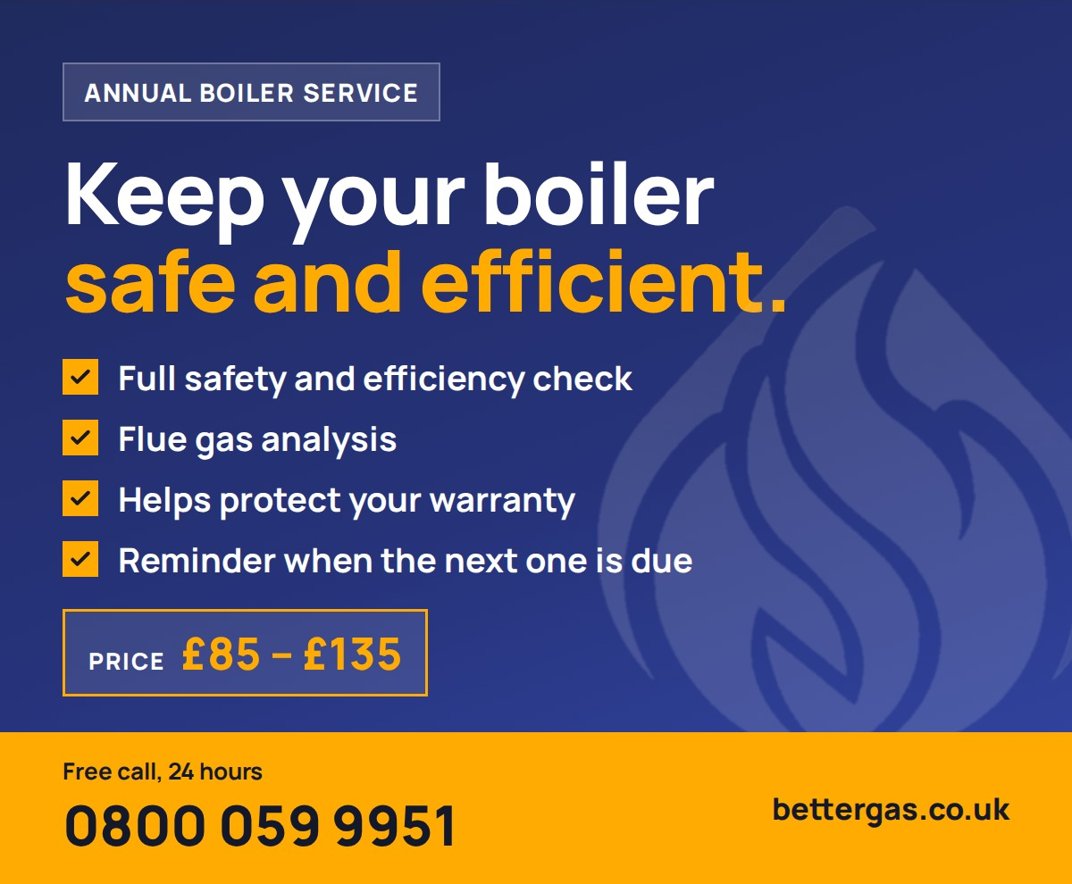 ANNUAL BOILER SERVICE
Keep your boiler
safe and efficient.
Full safety and efficiency check
Flue gas analysis
Helps protect your warranty
Reminder when the next one is due
PRICE £85 – £135
Free call, 24 hours
0800 059 9951
bettergas.co.uk